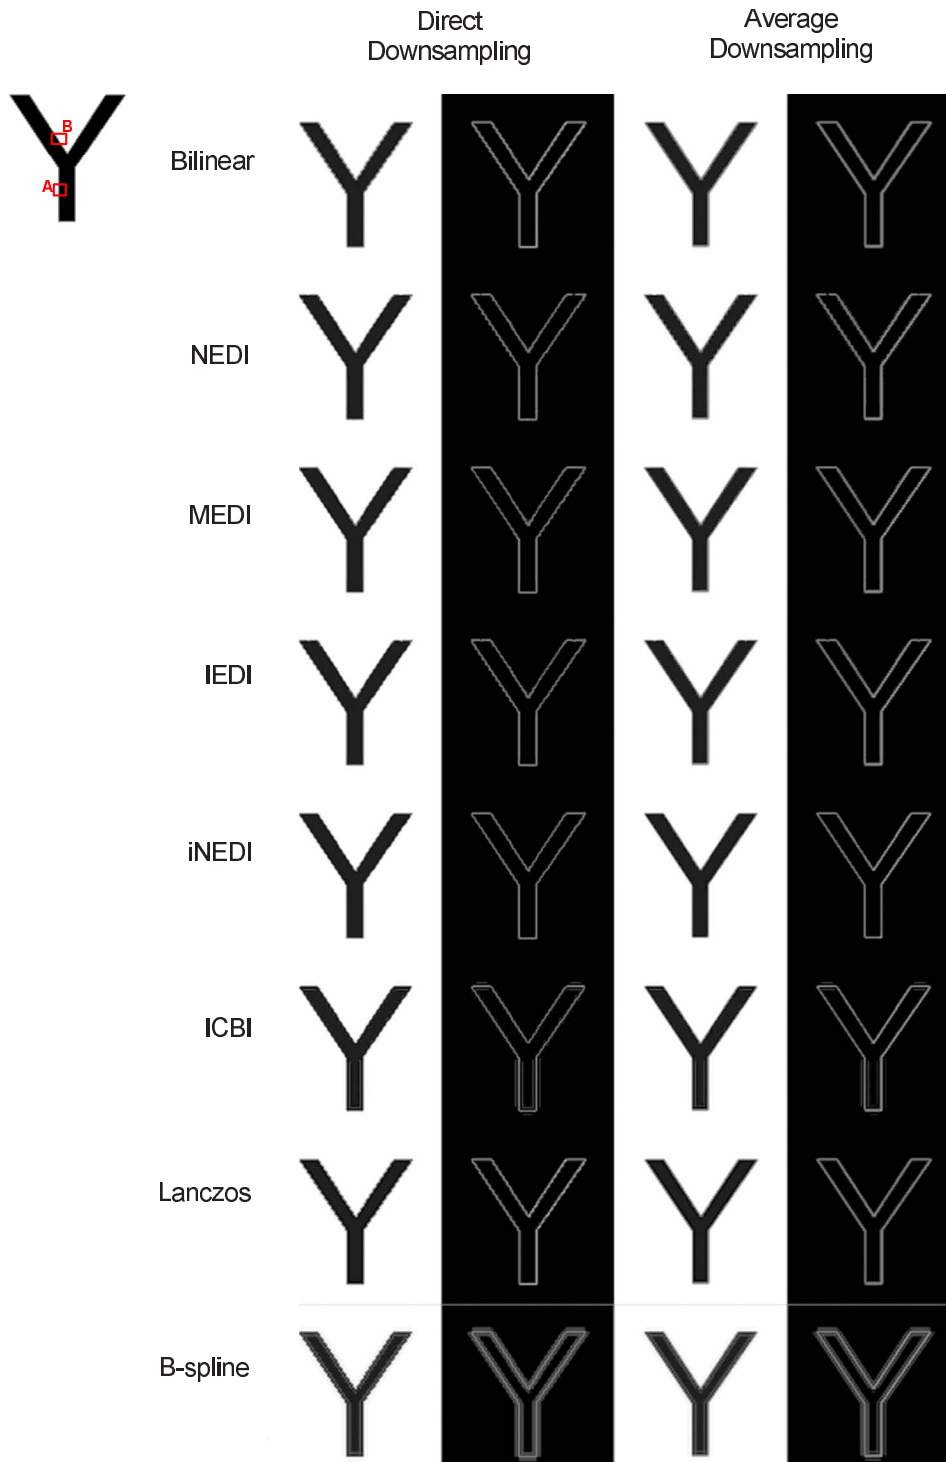 Direct
Downsampling
Average
Downsampling
B
A
Bilinear
NEDI
MEDI
IEDI
iNEDI
ICBI
Lanczos
B-spline